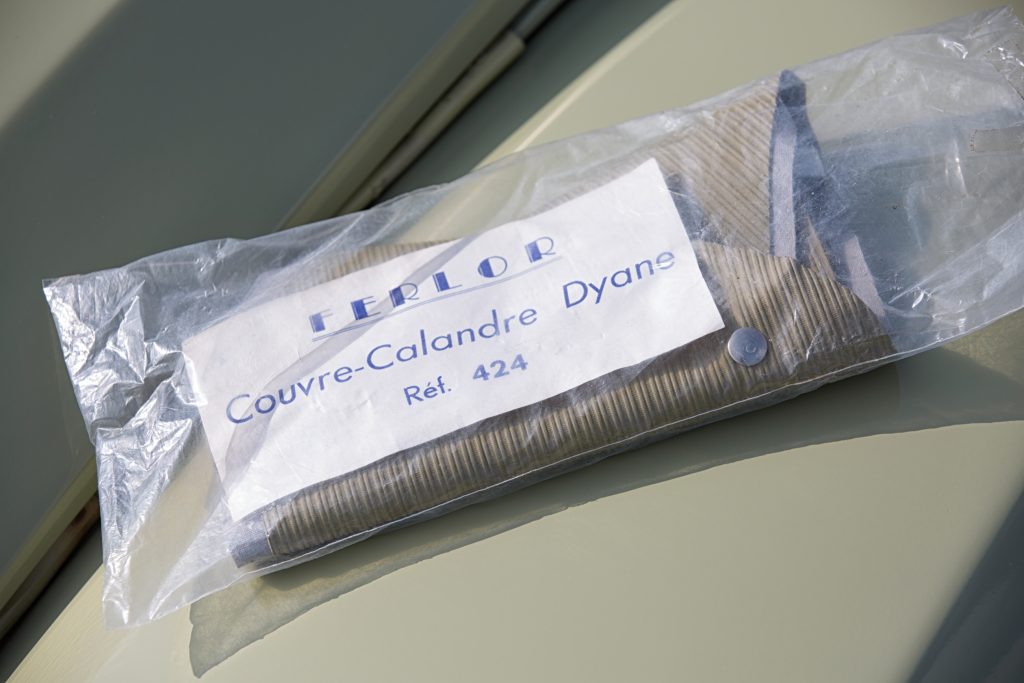 FERLOR
Couvre-Calandre Dyane
Réf. 424